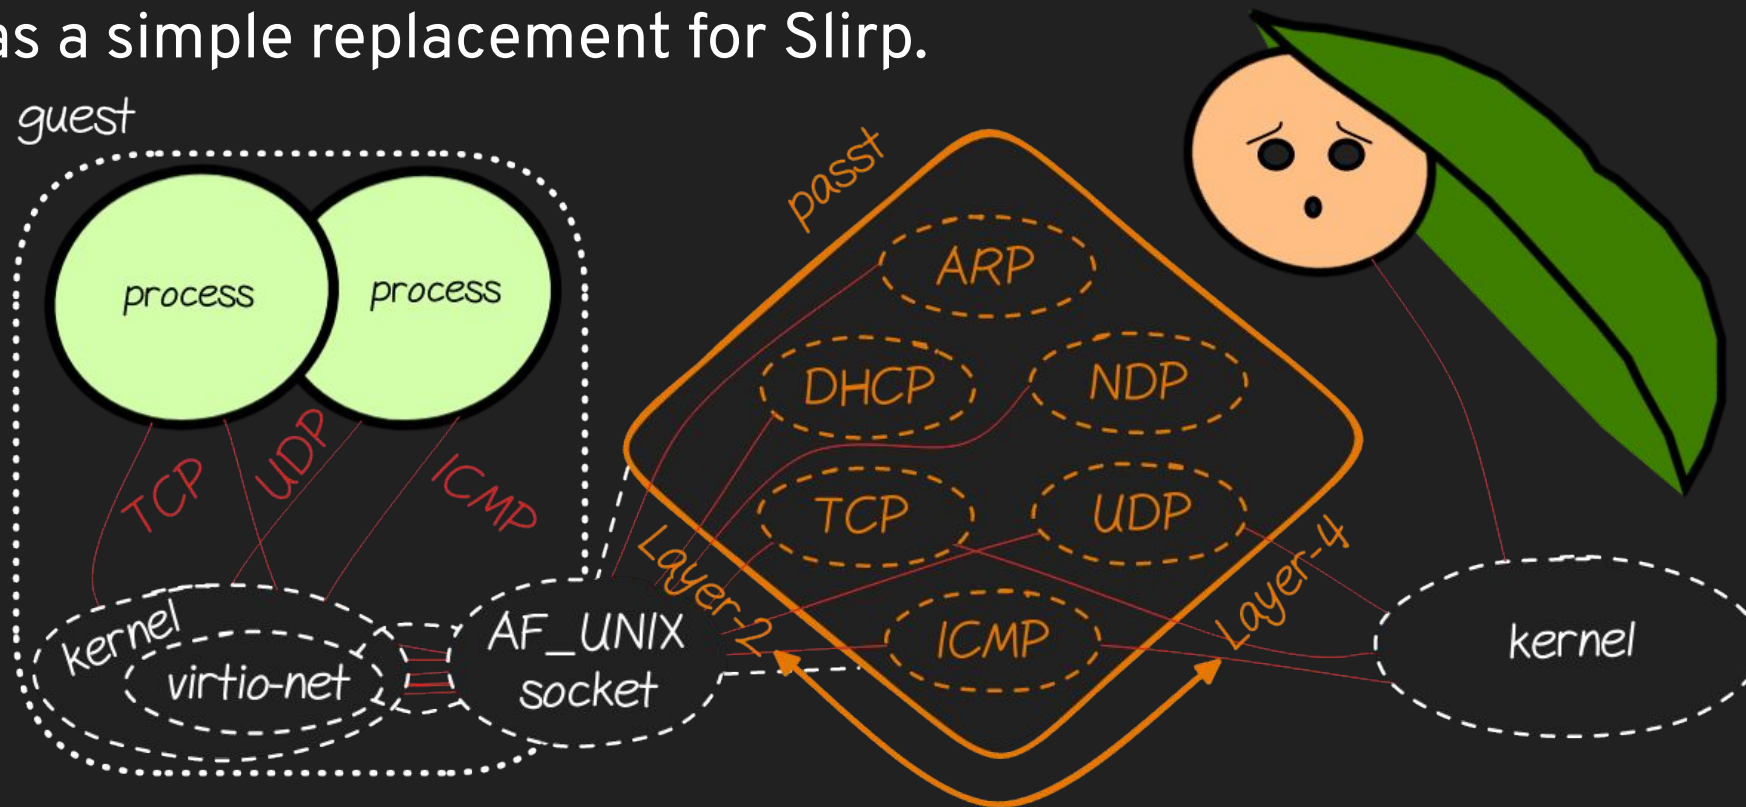 as a simple replacement for Slirp.
guest
process
process
TCP
UDP
ICMP
kernel
virtio-net
AF_UNIX
socket
passt
ARP
DHCP
NDP
TCP
UDP
ICMP
Layer-2
Layer-4
kernel